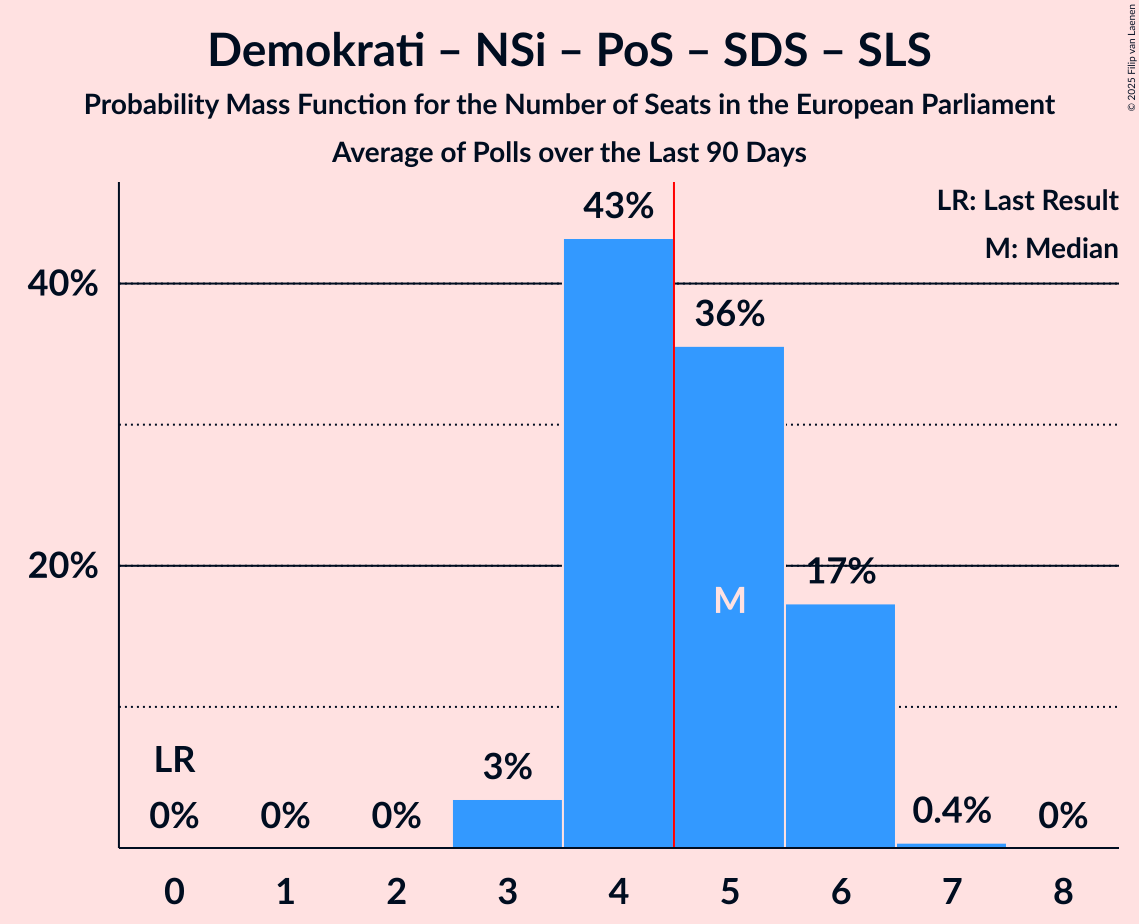 Demokrati – NSi – PoS – SDS – SLS
Probability Mass Function for the Number of Seats in the European Parliament
Average of Polls over the Last 90 Days
© 2025 Filip van Laenen
LR: Last Result
M: Median
43%
40%
36%
20%
17%
M
LR
3%
0% 0% 0% 0.4% 0%
0 1 2 3 4 5 6 7 8